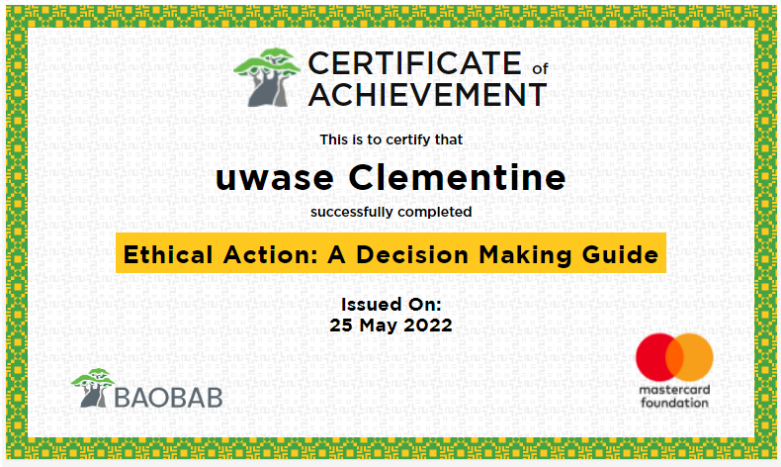 CERTIFICATE of
ACHIEVEMENT
This is to certify that
uwase Clementine
successfully completed
Ethical Action: A Decision Making Guide
Issued On:
25 May 2022
BAOBAB
mastercard
foundation